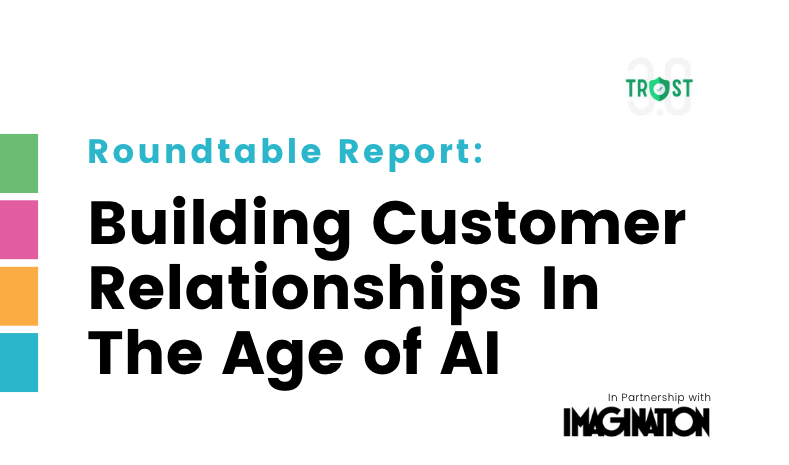 3.0
TRUST
Roundtable Report:
Building Customer
Relationships In
The Age of AI
In Partnership with
IMAGINATION